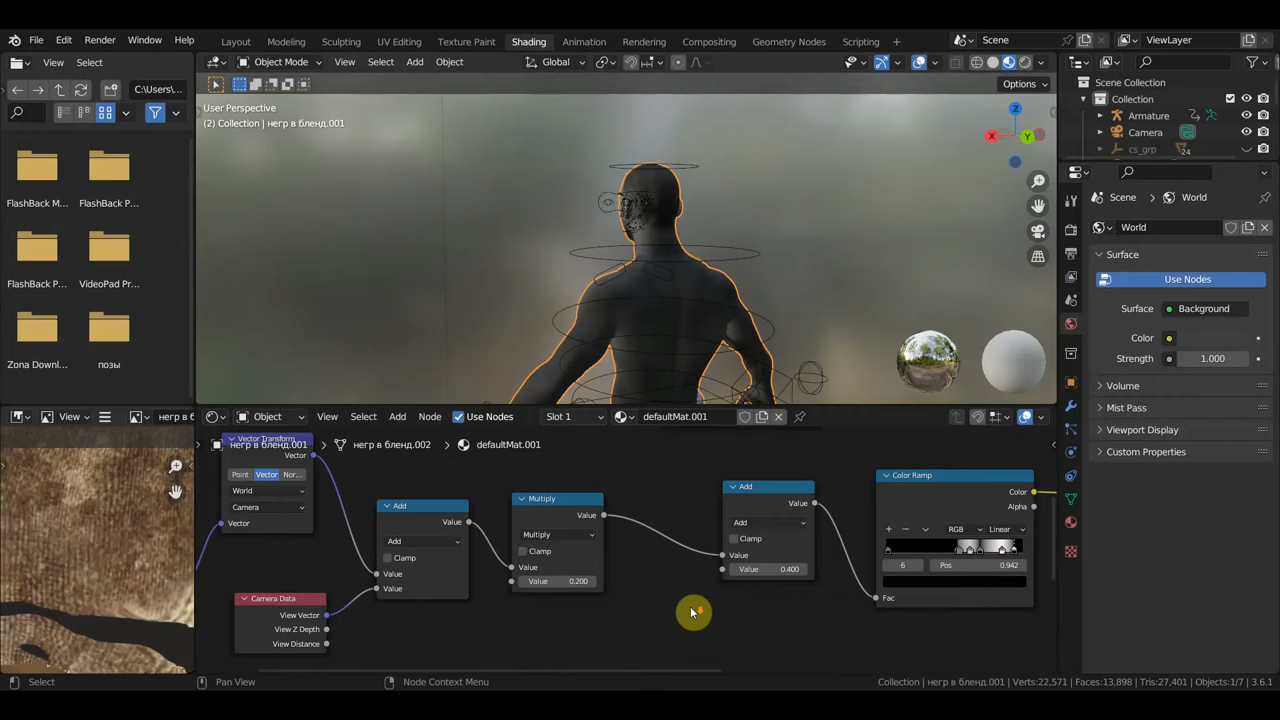 File Edit Render Window Help
Layout Modeling Sculpting UV Editing Texture Paint Shading Animation Rendering Compositing Geometry Nodes Scripting
Scene
ViewLayer
View Select
C:\Users\...
FlashBack M...
FlashBack P...
FlashBack P...
VideoPad Pr...
Zona Downl...
позы
Object Mode View Select Add Object Global
Options
User Perspective
(2) Collection | негр в бленд.001
X
Y
Z
Scene Collection
Collection
Armature
Camera
cs_grp
24
Scene World
World
Surface
Use Nodes
Surface Background
Color
Strength 1.000
Volume
Mist Pass
Viewport Display
Custom Properties
View негр в б
Object View Select Add Node Use Nodes Slot 1 defaultMat.001
негр в бленд.001 негр в бленд.002 defaultMat.001
Vector Transform
Vector
Point Vector Nor...
World
Camera
Vector
Camera Data
View Vector
View Z Depth
View Distance
Add
Value
Add
Clamp
Value
Value
Multiply
Value
Multiply
Clamp
Value
Value 0.200
Add
Value
Add
Clamp
Value
Value 0.400
Color Ramp
Color
Alpha
RGB Linear
6 Pos 0.942
Fac
Select Pan View Node Context Menu
Collection | негр в бленд.001 | Verts:22,571 | Faces:13,898 | Tris:27,401 | Objects:1/7 | 3.6.1